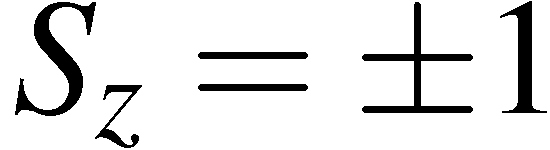 S_z = ±1